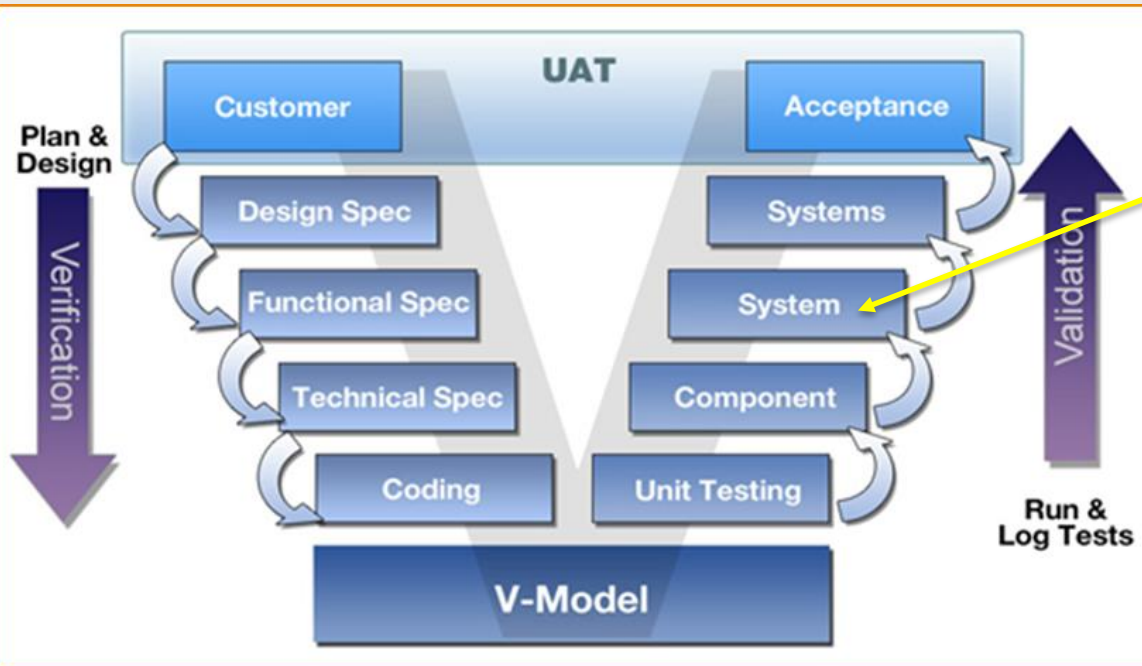 UAT
Customer
Acceptance
Plan &
Design
Design Spec
Systems
Verification
Functional Spec
System
Validation
Technical Spec
Component
Coding
Unit Testing
Run &
Log Tests
V-Model